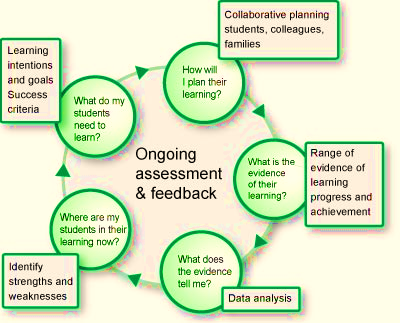 Collaborative planning
students, colleagues,
families
How will
I plan their
learning?
Learning
intentions
and goals
Success
criteria
What do my
students
need to
learn?
Ongoing
assessment
& feedback
What is the
evidence
of their
learning?
Range of
evidence of
learning
progress and
achievement
Where are my
students in their
learning now?
Identify
strengths and
weaknesses
What does
the evidence
tell me?
Data analysis